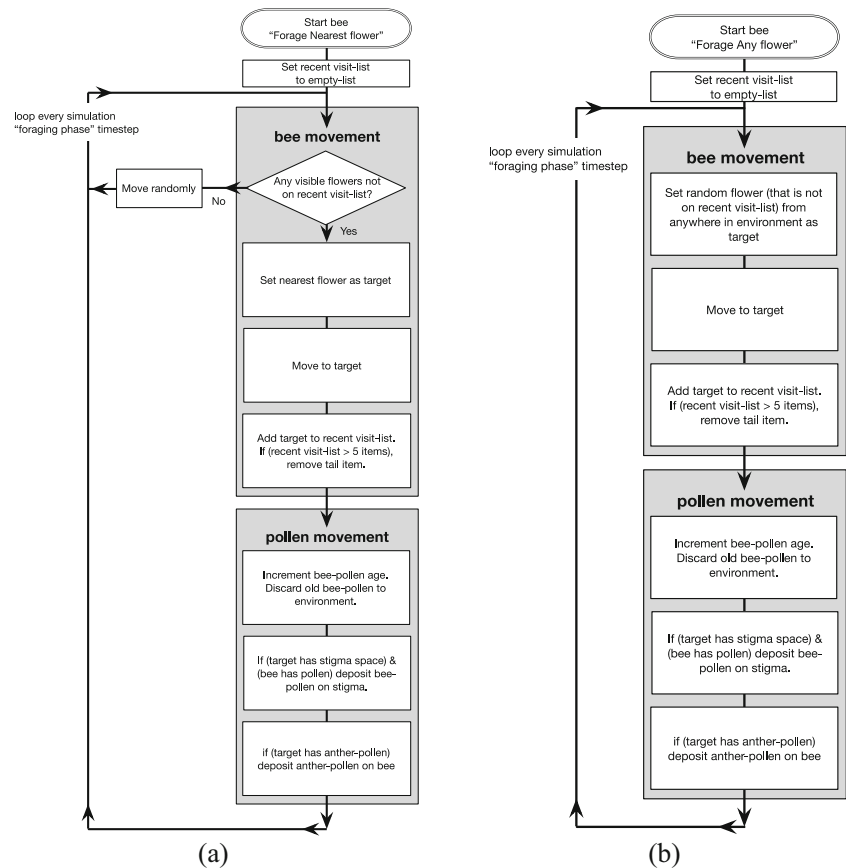 Start bee
“Forage Nearest flower”
Set recent visit-list
to empty-list
loop every simulation
“foraging phase” timestep
bee movement
Any visible flowers not
on recent visit-list?
No
Move randomly
Yes
Set nearest flower as target
Move to target
Add target to recent visit-list.
If (recent visit-list > 5 items),
remove tail item.
pollen movement
Increment bee-pollen age.
Discard old bee-pollen to
environment.
If (target has stigma space) &
(bee has pollen) deposit bee-
pollen on stigma.
if (target has anther-pollen)
deposit anther-pollen on bee
(a)
Start bee
“Forage Any flower”
Set recent visit-list
to empty-list
loop every simulation
“foraging phase” timestep
bee movement
Set random flower (that is not
on recent visit-list) from
anywhere in environment as
target
Move to target
Add target to recent visit-list.
If (recent visit-list > 5 items),
remove tail item.
pollen movement
Increment bee-pollen age.
Discard old bee-pollen to
environment.
If (target has stigma space) &
(bee has pollen) deposit bee-
pollen on stigma.
if (target has anther-pollen)
deposit anther-pollen on bee
(b)